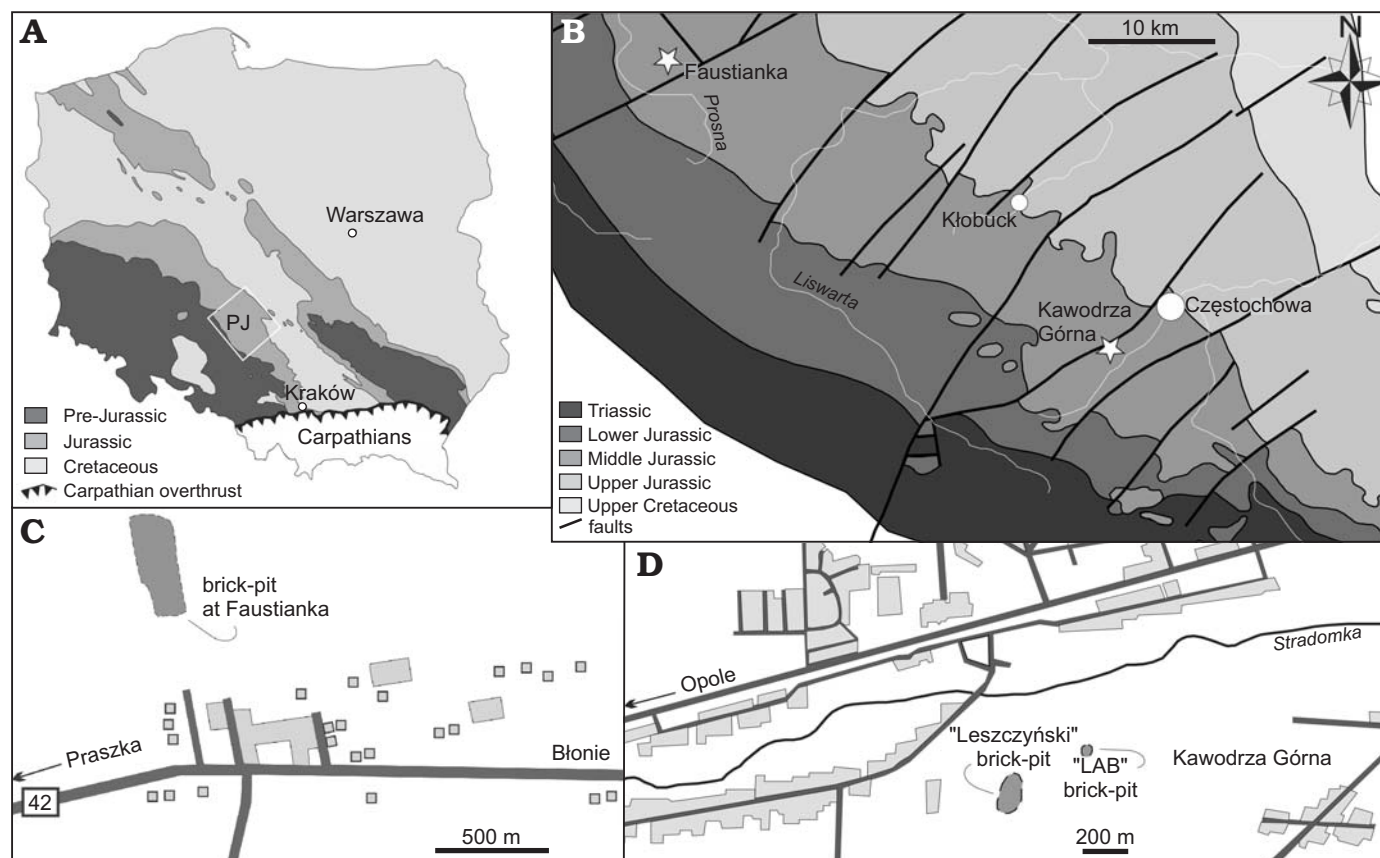 A
Warszawa
PJ
Kraków
Carpathians
Pre-Jurassic
Jurassic
Cretaceous
Carpathian overthrust
B
10 km
N
Faustianka
Prosna
Kłobuck
Liswarta
Kawodrza
Górna
Częstochowa
Triassic
Lower Jurassic
Middle Jurassic
Upper Jurassic
Upper Cretaceous
faults
C
brick-pit
at Faustianka
Praszka
Błonie
42
500 m
D
Stradomka
Opole
"Leszczyński"
brick-pit
"LAB"
brick-pit
Kawodrza Górna
200 m